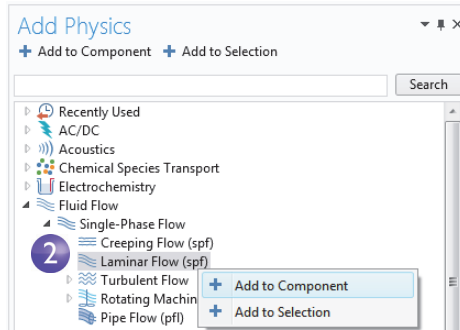 Add Physics
Add to Component Add to Selection
Search
Recently Used
AC/DC
Acoustics
Chemical Species Transport
Electrochemistry
Fluid Flow
Single-Phase Flow
Creeping Flow (spf)
2 Laminar Flow (spf)
Turbulent Flow
Add to Component
Rotating Machin
Add to Selection
Pipe Flow (pfl)